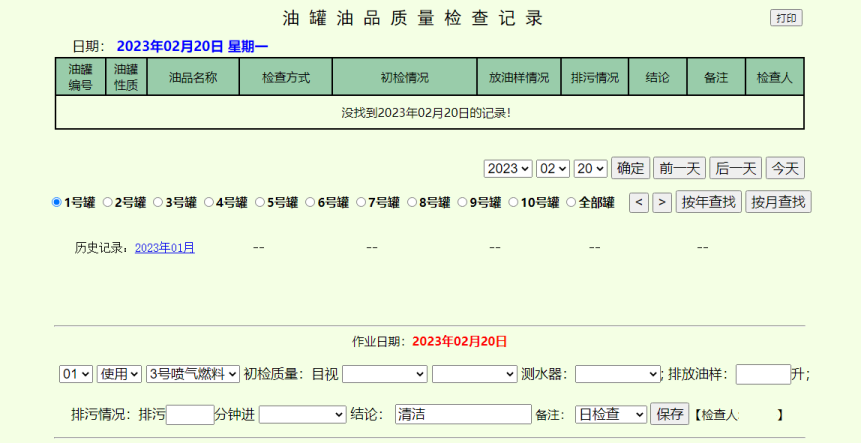 油罐油品质量检查记录
打印
日期： 2023年02月20日 星期一
油罐编号 油罐性质 油品名称 检查方式 初检情况 放油样情况 排污情况 结论 备注 检查人
没找到2023年02月20日的记录!
2023 02 20 确定 前一天 后一天 今天
1号罐 2号罐 3号罐 4号罐 5号罐 6号罐 7号罐 8号罐 9号罐 10号罐 全部罐 < > 按年查找 按月查找
历史记录： 2023年01月 -- -- -- -- --
作业日期：2023年02月20日
01 使用 3号喷气燃料 初检质量：目视 测水器： ; 排放油样： 升;
排污情况：排污 分钟进 结论： 清洁 备注： 日检查 保存 【检查人: 】